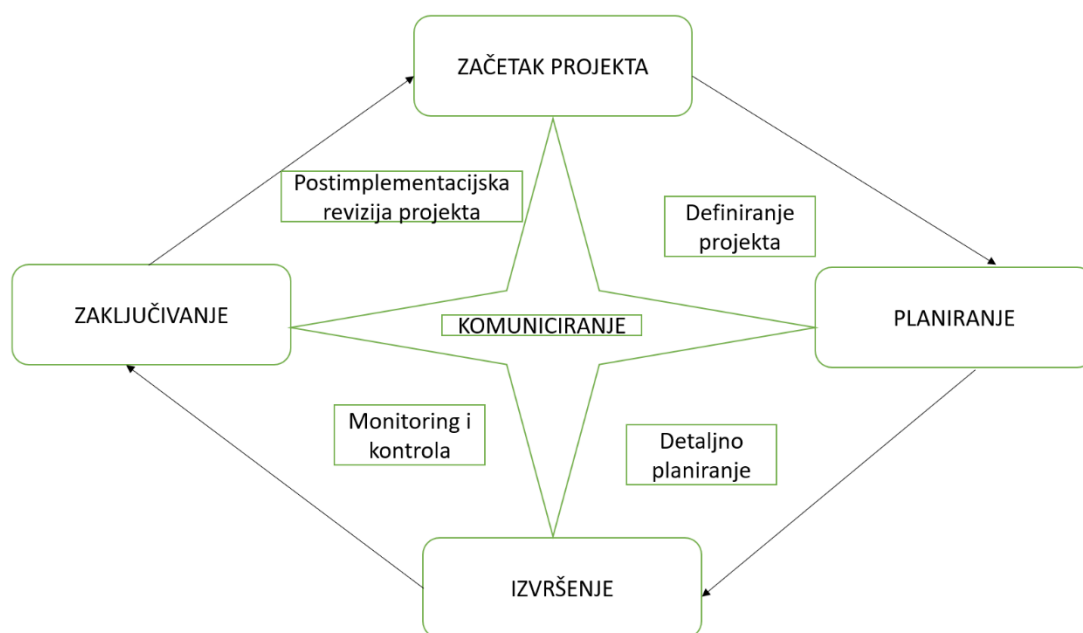 ZAČETAK PROJEKTA
Postimplementacijska
revizija projekta
Definiranje
projekta
ZAKLJUČIVANJE
KOMUNICIRANJE
PLANIRANJE
Monitoring i
kontrola
Detaljno
planiranje
IZVRŠENJE